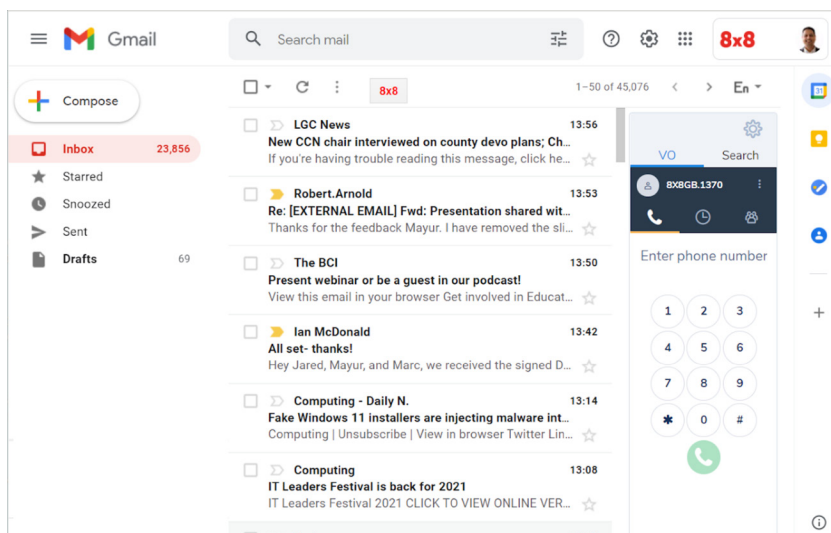 Gmail
Search mail
8x8
Compose
8x8
1–50 of 45,076
En
Inbox 23,856
Starred
Snoozed
Sent
Drafts 69
LGC News 13:56
New CCN chair interviewed on county devo plans; Ch...
If you're having trouble reading this message, click he...
Robert.Arnold 13:53
Re: [EXTERNAL EMAIL] Fwd: Presentation shared wit...
Thanks for the feedback Mayur. I have removed the sli...
The BCI 13:50
Present webinar or be a guest in our podcast!
View this email in your browser Get involved in Educat...
Ian McDonald 13:42
All set- thanks!
Hey Jared, Mayur, and Marc, we received the signed D...
Computing - Daily N. 13:14
Fake Windows 11 installers are injecting malware int...
Computing | Unsubscribe | View in browser Twitter Lin...
Computing 13:08
IT Leaders Festival is back for 2021
IT Leaders Festival 2021 CLICK TO VIEW ONLINE VER...
VO Search
8X8GB.1370
Enter phone number
1 2 3
4 5 6
7 8 9
* 0 #
31